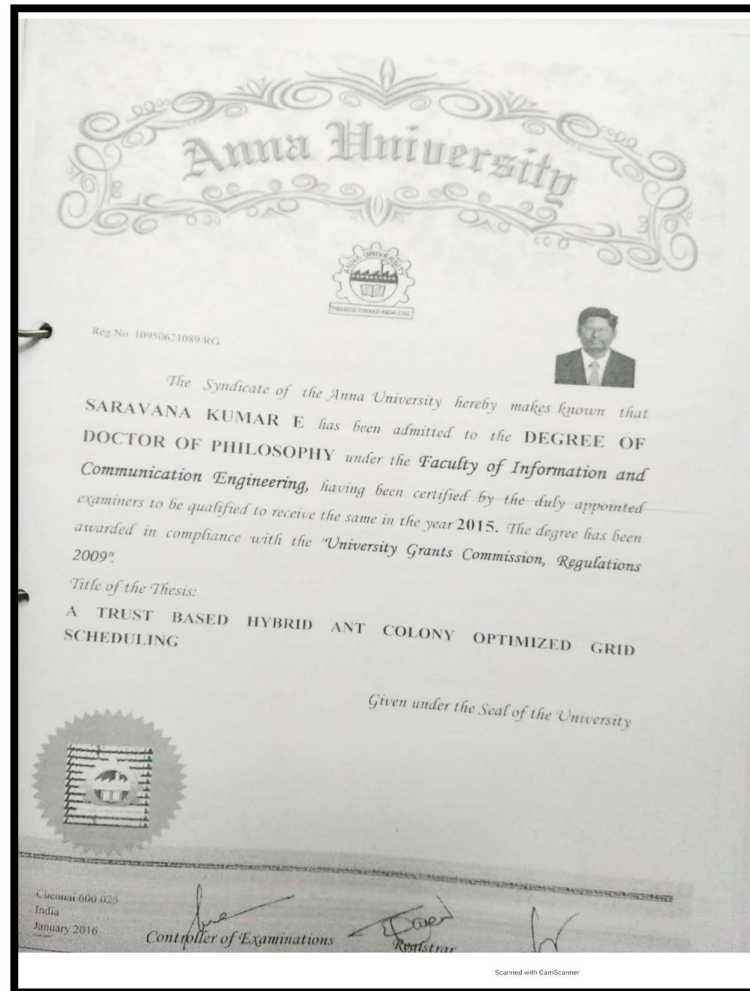 Anna University
ANNA UNIVERSITY
PROGRESS THROUGH KNOWLEDGE
Reg.No. 10950621089/RG
The Syndicate of the Anna University hereby makes known that
SARAVANA KUMAR E has been admitted to the DEGREE OF
DOCTOR OF PHILOSOPHY under the Faculty of Information and
Communication Engineering, having been certified by the duly appointed
examiners to be qualified to receive the same in the year 2015. The degree has been
awarded in compliance with the "University Grants Commission, Regulations
2009".
Title of the Thesis:
A TRUST BASED HYBRID ANT COLONY OPTIMIZED GRID
SCHEDULING
Given under the Seal of the University
Chennai 600 025
India
January 2016
Controller of Examinations
Registrar
Scanned with CamScanner